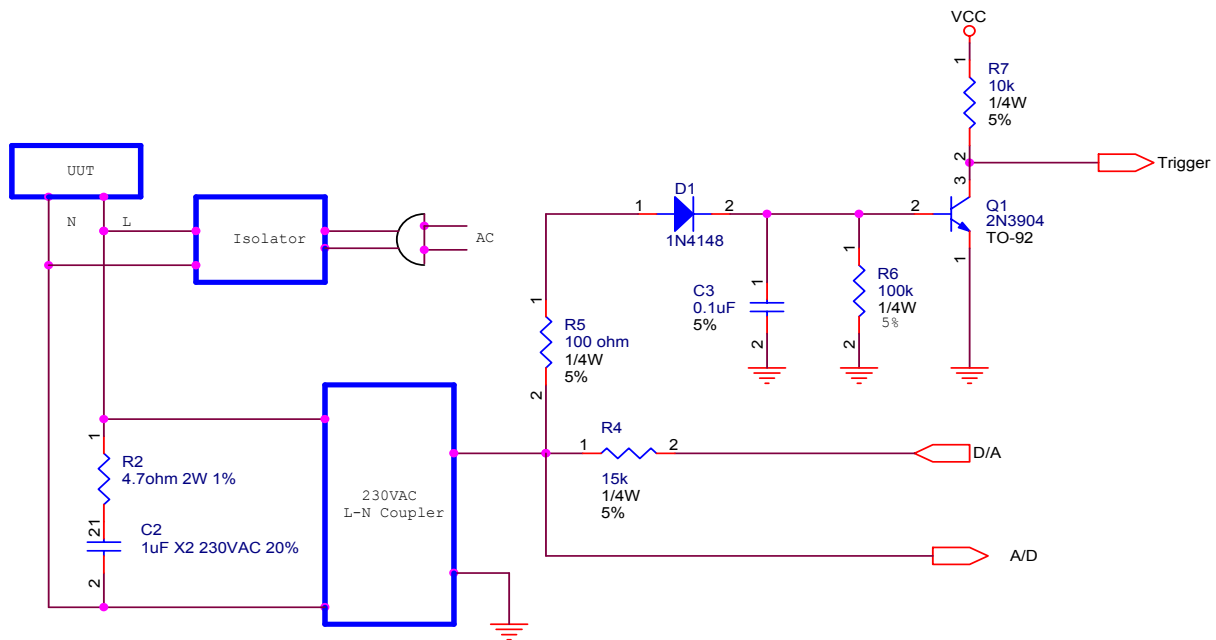 VCC
1
R7
10k
1/4W
5%
2
Trigger
3
UUT
N
L
Isolator
AC
D1
1
2
1N4148
2
Q1
2N3904
TO-92
1
1
C3
0.1uF
5%
2
1
R6
100k
1/4W
5%
2
1
R5
100 ohm
1/4W
5%
2
R4
1
2
15k
1/4W
5%
D/A
1
R2
4.7ohm 2W 1%
230VAC
L-N Coupler
21
C2
1uF X2 230VAC 20%
2
A/D